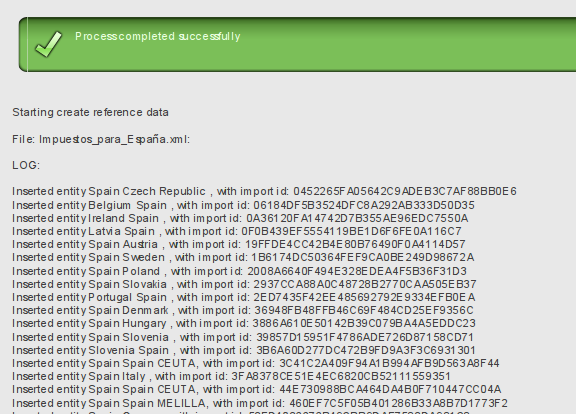 Process completed successfully
Starting create reference data
File: Impuestos_para_España.xml:
LOG:
Inserted entity Spain Czech Republic , with import id: 0452265FA05642C9ADEB3C7AF88BB0E6
Inserted entity Belgium Spain , with import id: 06184DF5B3524DFC8A292AB333D50D35
Inserted entity Ireland Spain , with import id: 0A36120FA14742D7B355AE96EDC7550A
Inserted entity Latvia Spain , with import id: 0F0B439EF5554119BE1D6F6FE0A116C7
Inserted entity Spain Austria , with import id: 19FFDE4CC42B4E80B76490F0A4114D57
Inserted entity Spain Sweden , with import id: 1B6174DC50364FEF9CA0BE249D98672A
Inserted entity Spain Poland , with import id: 2008A6640F494E328EDEA4F5B36F31D3
Inserted entity Spain Slovakia , with import id: 2937CCA88A0C48728B2770CAA505EB37
Inserted entity Portugal Spain , with import id: 2ED7435F42EE485692792E9334EFB0EA
Inserted entity Spain Denmark , with import id: 36948FB48FFB46C69F484CD25EF9356C
Inserted entity Spain Hungary , with import id: 3886A610E50142B39C079BA4A5EDDC23
Inserted entity Spain Slovenia , with import id: 39857D15951F4786ADE726D87158CD71
Inserted entity Slovenia Spain , with import id: 3B6A60D277DC472B9FD9A3F3C6931301
Inserted entity Spain Spain CEUTA, with import id: 3C41C2A409F94A1B994AFB9D563A8F44
Inserted entity Spain Italy , with import id: 3FA8378CE51E4EC6820CB52111559351
Inserted entity Spain Spain CEUTA, with import id: 44E730988BCA464DA4B0F710447CC04A
Inserted entity Spain Spain MELILLA, with import id: 460EF7C5F05B401286B33A8B7D1773F2